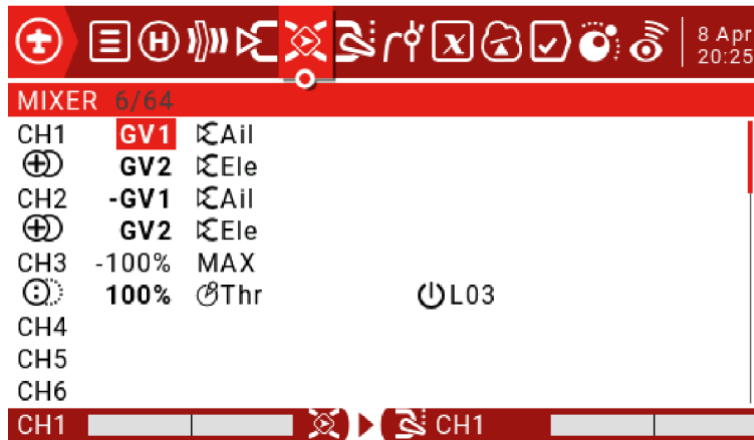 8 Apr
20:25
MIXER 6/64
CH1 GV1 Ail
GV2 Ele
CH2 -GV1 Ail
GV2 Ele
CH3 -100% MAX
100% Thr L03
CH4
CH5
CH6
CH1 CH1